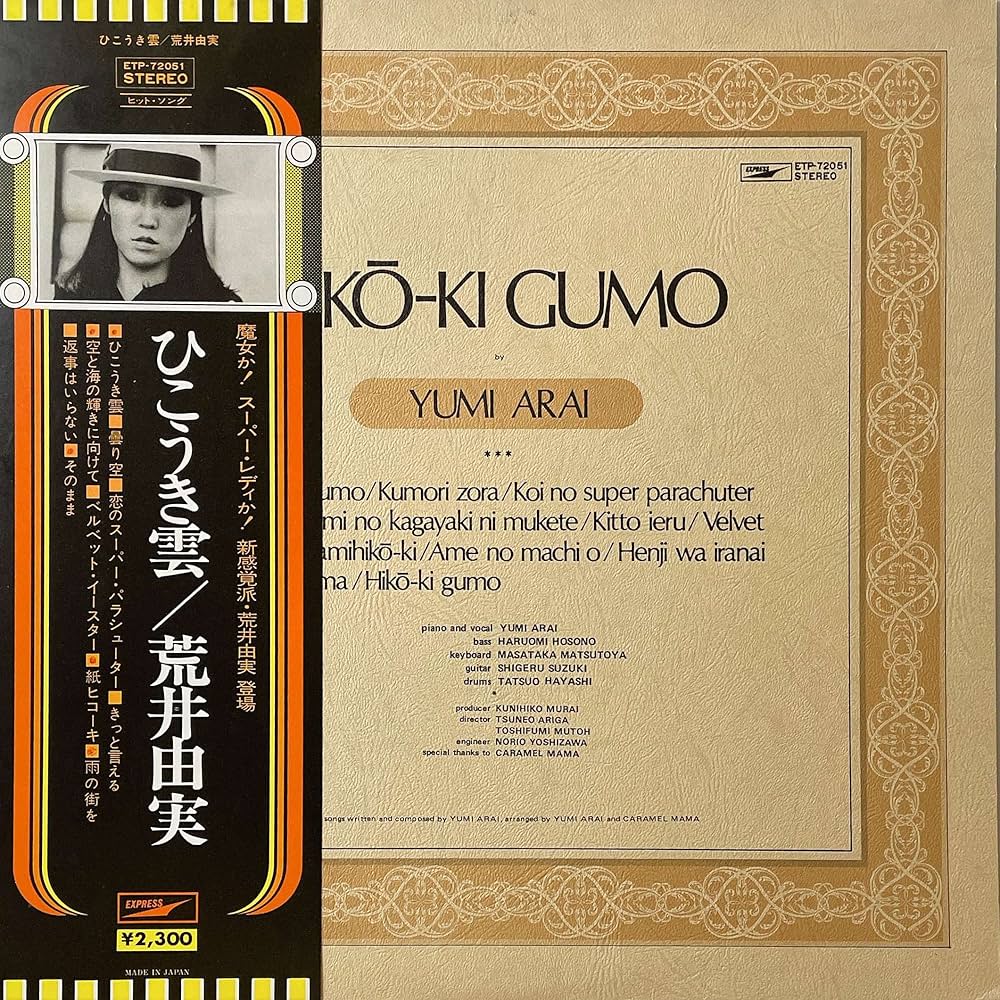 ひこうき雲／荒井由実
ETP-72051
STEREO
ヒット・ソング
魔女か! スーパー・レディか! 新感覚派・荒井由実 登場
ひこうき雲／荒井由実
ひこうき雲 曇り空 恋のスーパー・パラシューター きっと言える
空と海の輝きに向けて ベルベット・イースター 紙ヒコーキ 雨の街を
返事はいらない そのまま
EXPRESS
¥2,300
MADE IN JAPAN
EXPRESS
ETP-72051
STEREO
KŌ-KI GUMO
by
YUMI ARAI
***
umo/Kumori zora/Koi no super parachuter
mi no kagayaki ni mukete/Kitto ieru/Velvet
amihikō-ki/Ame no machi o/Henji wa iranai
ma/Hikō-ki gumo
piano and vocal YUMI ARAI
bass HARUOMI HOSONO
keyboard MASATAKA MATSUTOYA
guitar SHIGERU SUZUKI
drums TATSUO HAYASHI
*
producer KUNIHIKO MURAI
director TSUNEO ARIGA
TOSHIFUMI MUTOH
engineer NORIO YOSHIZAWA
special thanks to CARAMEL MAMA
songs written and composed by YUMI ARAI, arranged by YUMI ARAI and CARAMEL MAMA